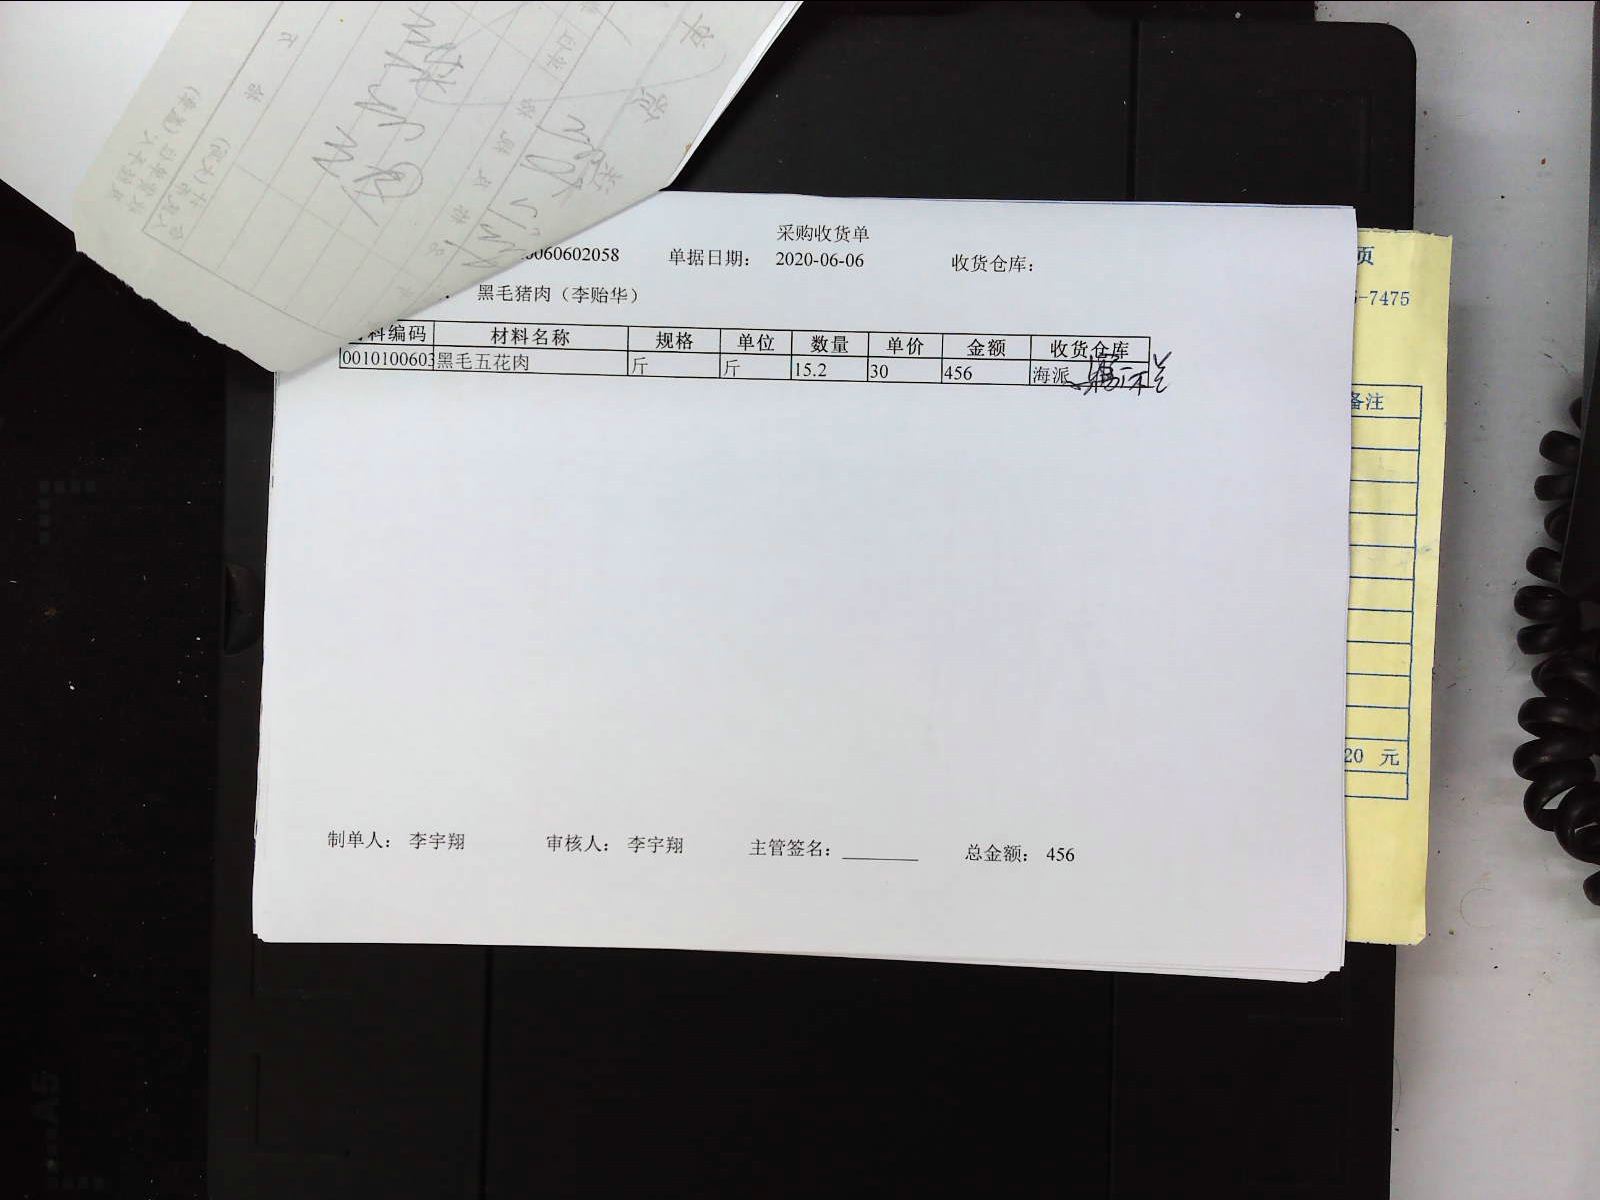 采购收货单
060602058 单据日期： 2020-06-06 收货仓库：
黑毛猪肉（李贻华）
料编码 材料名称 规格 单位 数量 单价 金额 收货仓库
0010100603 黑毛五花肉 斤 斤 15.2 30 456 海派
制单人： 李宇翔 审核人： 李宇翔 主管签名： 总金额： 456
页
-7475
备注
20 元